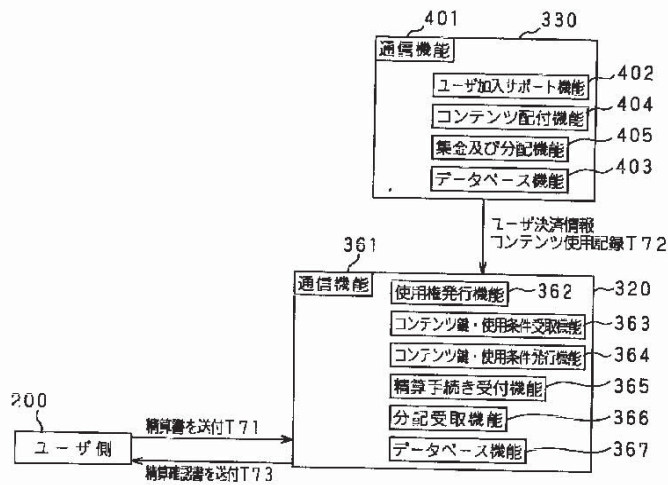 401
330
通信機能
402
ユーザ加入サポート機能
404
コンテンツ配付機能
405
集金及び分配機能
403
データベース機能
ユーザ決済情報
コンテンツ使用記録T72
361
通信機能
使用権発行機能
362
320
コンテンツ鍵・使用条件受取機能
363
コンテンツ鍵・使用条件発行機能
364
精算手続き受付機能
365
200
精算書を送付T71
分配受取機能
366
ユーザ側
精算確認書を送付T73
データベース機能
367